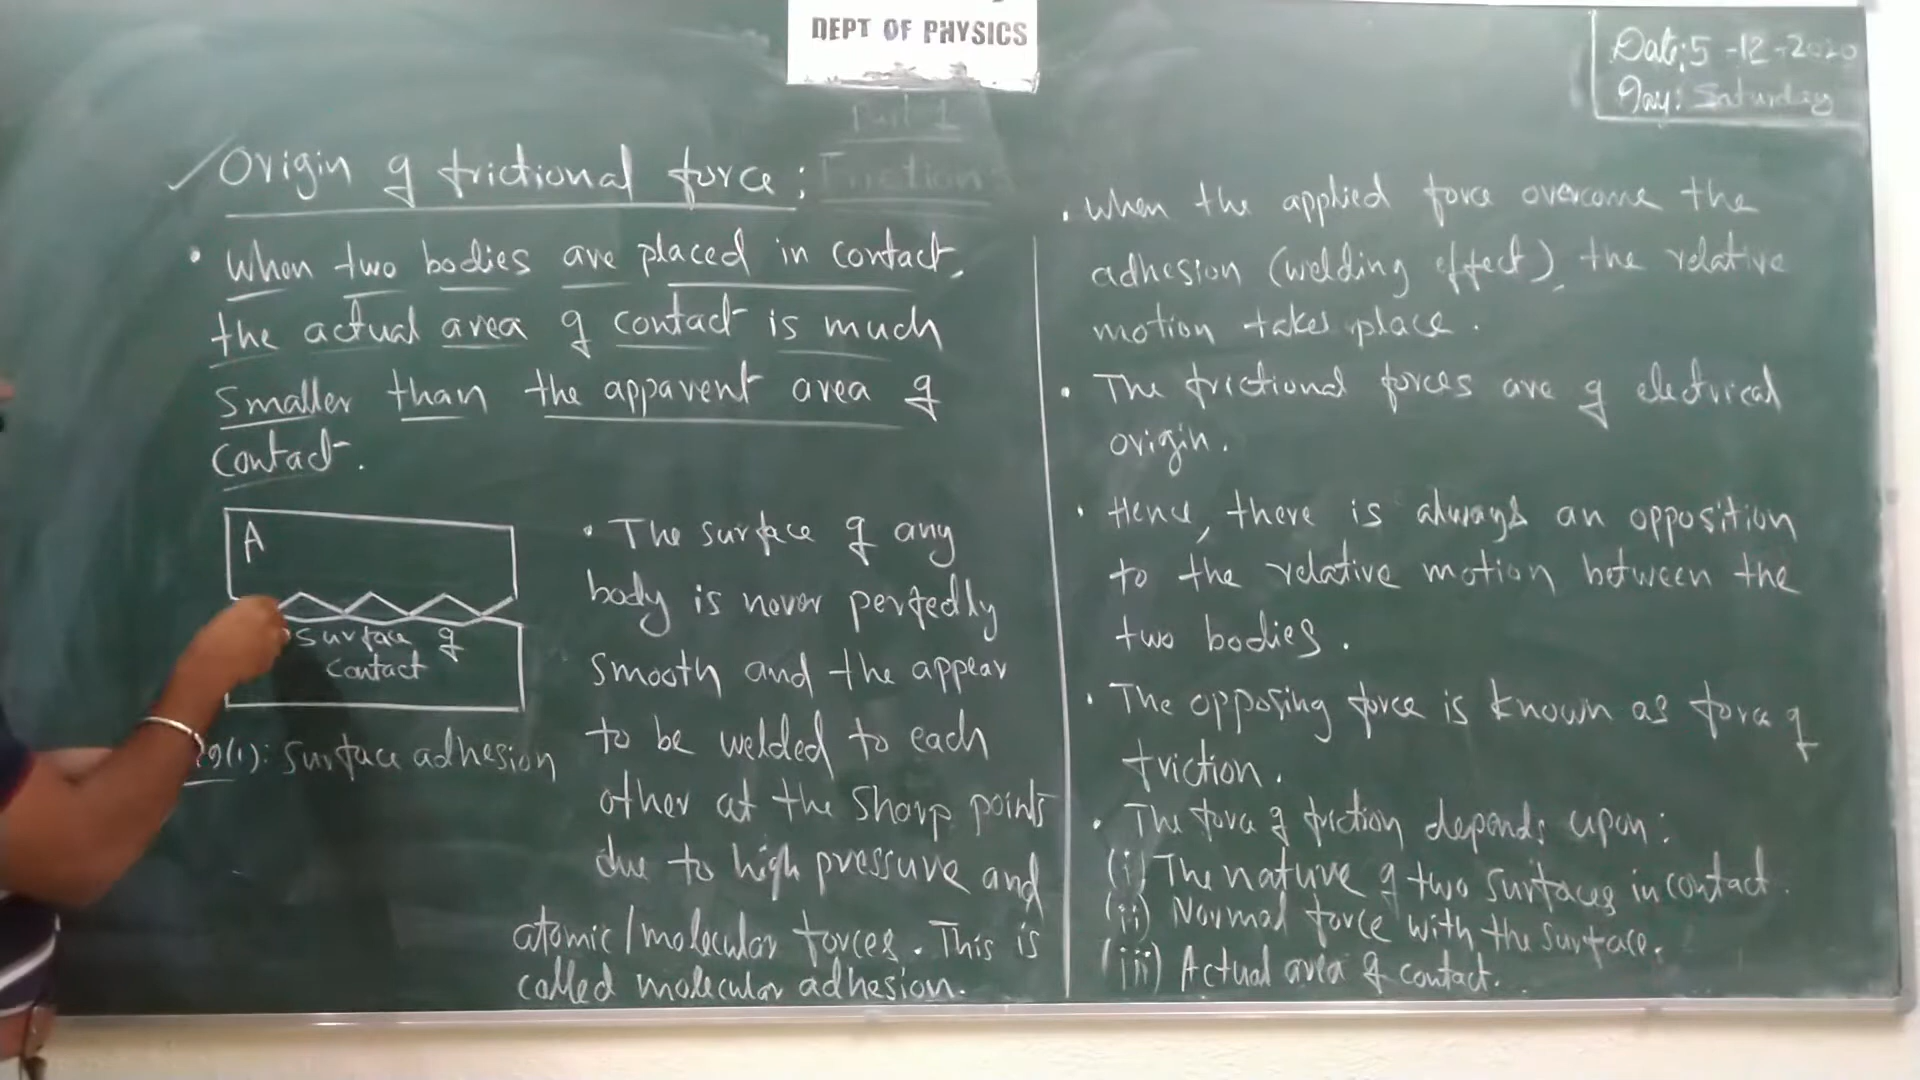 DEPT OF PHYSICS
Date: 5-12-2020
Day: Saturday
Part 1
Friction
Origin of frictional force:
• When two bodies are placed in contact,
the actual area of contact is much
smaller than the apparent area of
contact.
A
Surface of
contact
(1): Surface adhesion
• The surface of any
body is never perfectly
smooth and the appear
to be welded to each
other at the sharp points
due to high pressure and
atomic/molecular forces. This is
called molecular adhesion.
• When the applied force overcome the
adhesion (welding effect), the relative
motion takes place.
• The frictional forces are of electrical
origin.
• Hence, there is always an opposition
to the relative motion between the
two bodies.
• The opposing force is known as force of
friction.
• The force of friction depends upon:
(i) The nature of two surfaces in contact.
(ii) Normal force with the surface.
(iii) Actual area of contact.